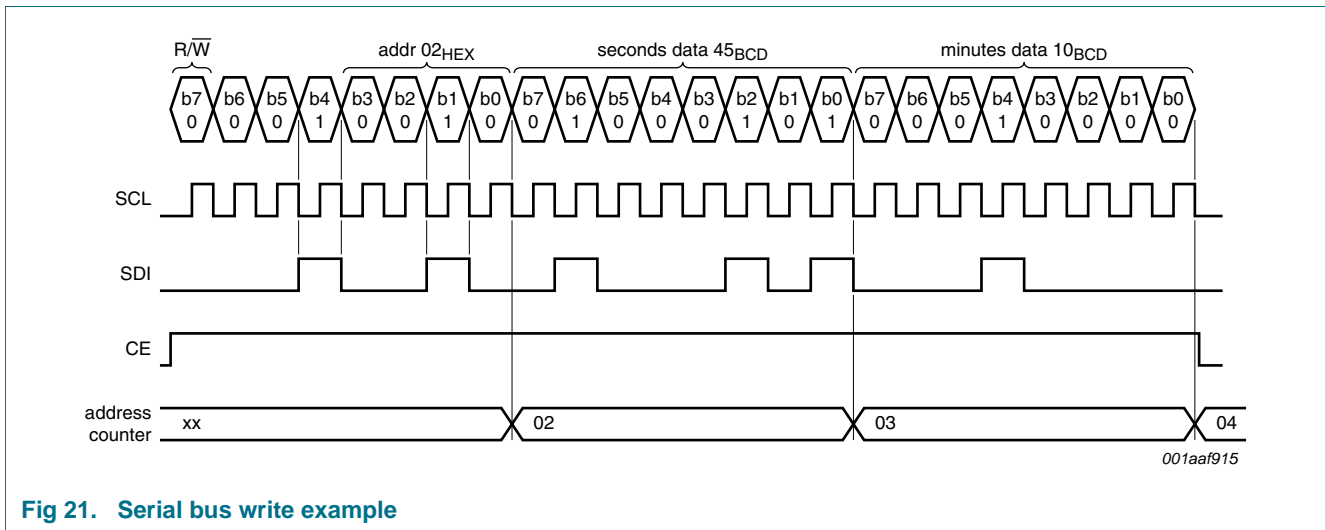 R/W addr 02HEX seconds data 45BCD minutes data 10BCD
b7 b6 b5 b4 b3 b2 b1 b0 b7 b6 b5 b4 b3 b2 b1 b0 b7 b6 b5 b4 b3 b2 b1 b0
0 0 0 1 0 0 1 0 0 1 0 0 0 1 0 1 0 0 0 1 0 0 0 0
SCL
SDI
CE
address
counter
xx 02 03 04
001aaf915
Fig 21. Serial bus write example